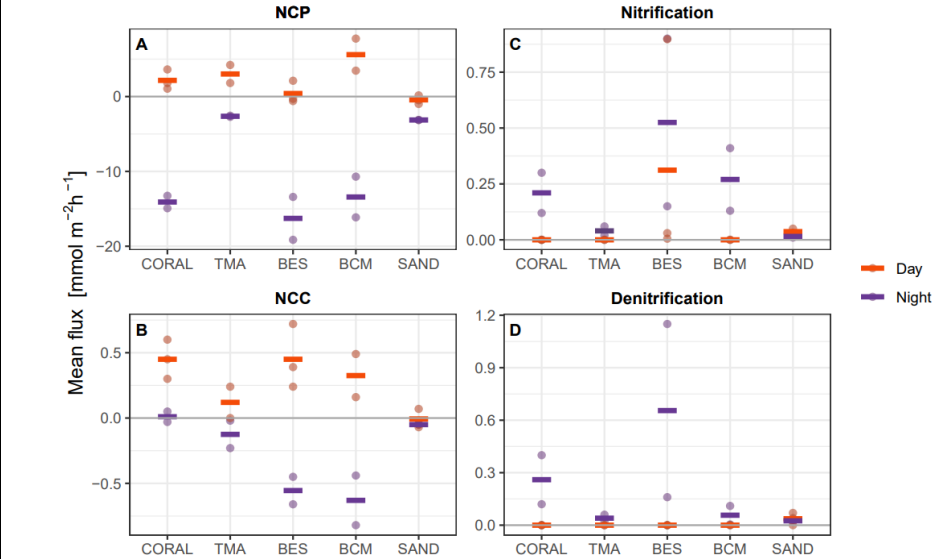 NCP
A
0
−10
−20
CORAL TMA BES BCM SAND
Nitrification
C
0.75
0.50
0.25
0.00
CORAL TMA BES BCM SAND
Mean flux [mmol m⁻²h⁻¹]
NCC
B
0.5
0.0
−0.5
CORAL TMA BES BCM SAND
Denitrification
D
1.2
0.9
0.6
0.3
0.0
CORAL TMA BES BCM SAND
Day
Night